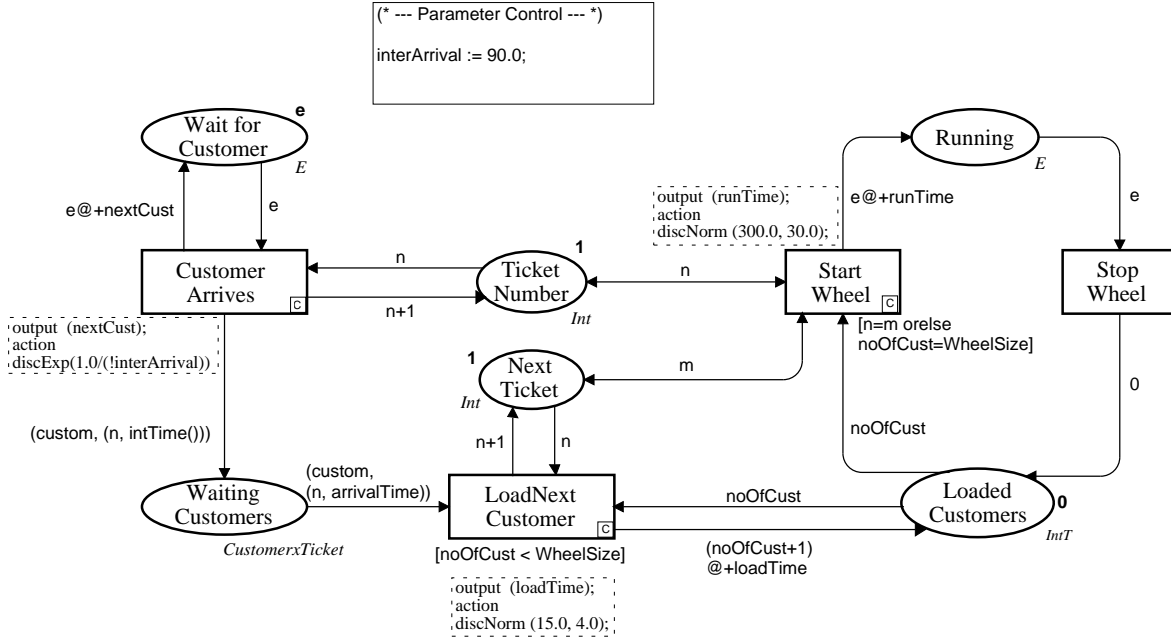 (* --- Parameter Control --- *)
interArrival := 90.0;
e
Wait for
Customer
E
Running
E
e@+nextCust
e
output (runTime);
action
discNorm (300.0, 30.0);
e@+runTime
e
Customer
Arrives
C
n
n+1
1
Ticket
Number
Int
n
Start
Wheel
C
Stop
Wheel
output (nextCust);
action
discExp(1.0/(!interArrival))
[n=m orelse
noOfCust=WheelSize]
1
Next
Ticket
Int
m
0
(custom, (n, intTime()))
n+1
n
noOfCust
Waiting
Customers
CustomerxTicket
(custom,
(n, arrivalTime))
LoadNext
Customer
C
noOfCust
Loaded
Customers
0
IntT
[noOfCust < WheelSize]
(noOfCust+1)
@+loadTime
output (loadTime);
action
discNorm (15.0, 4.0);